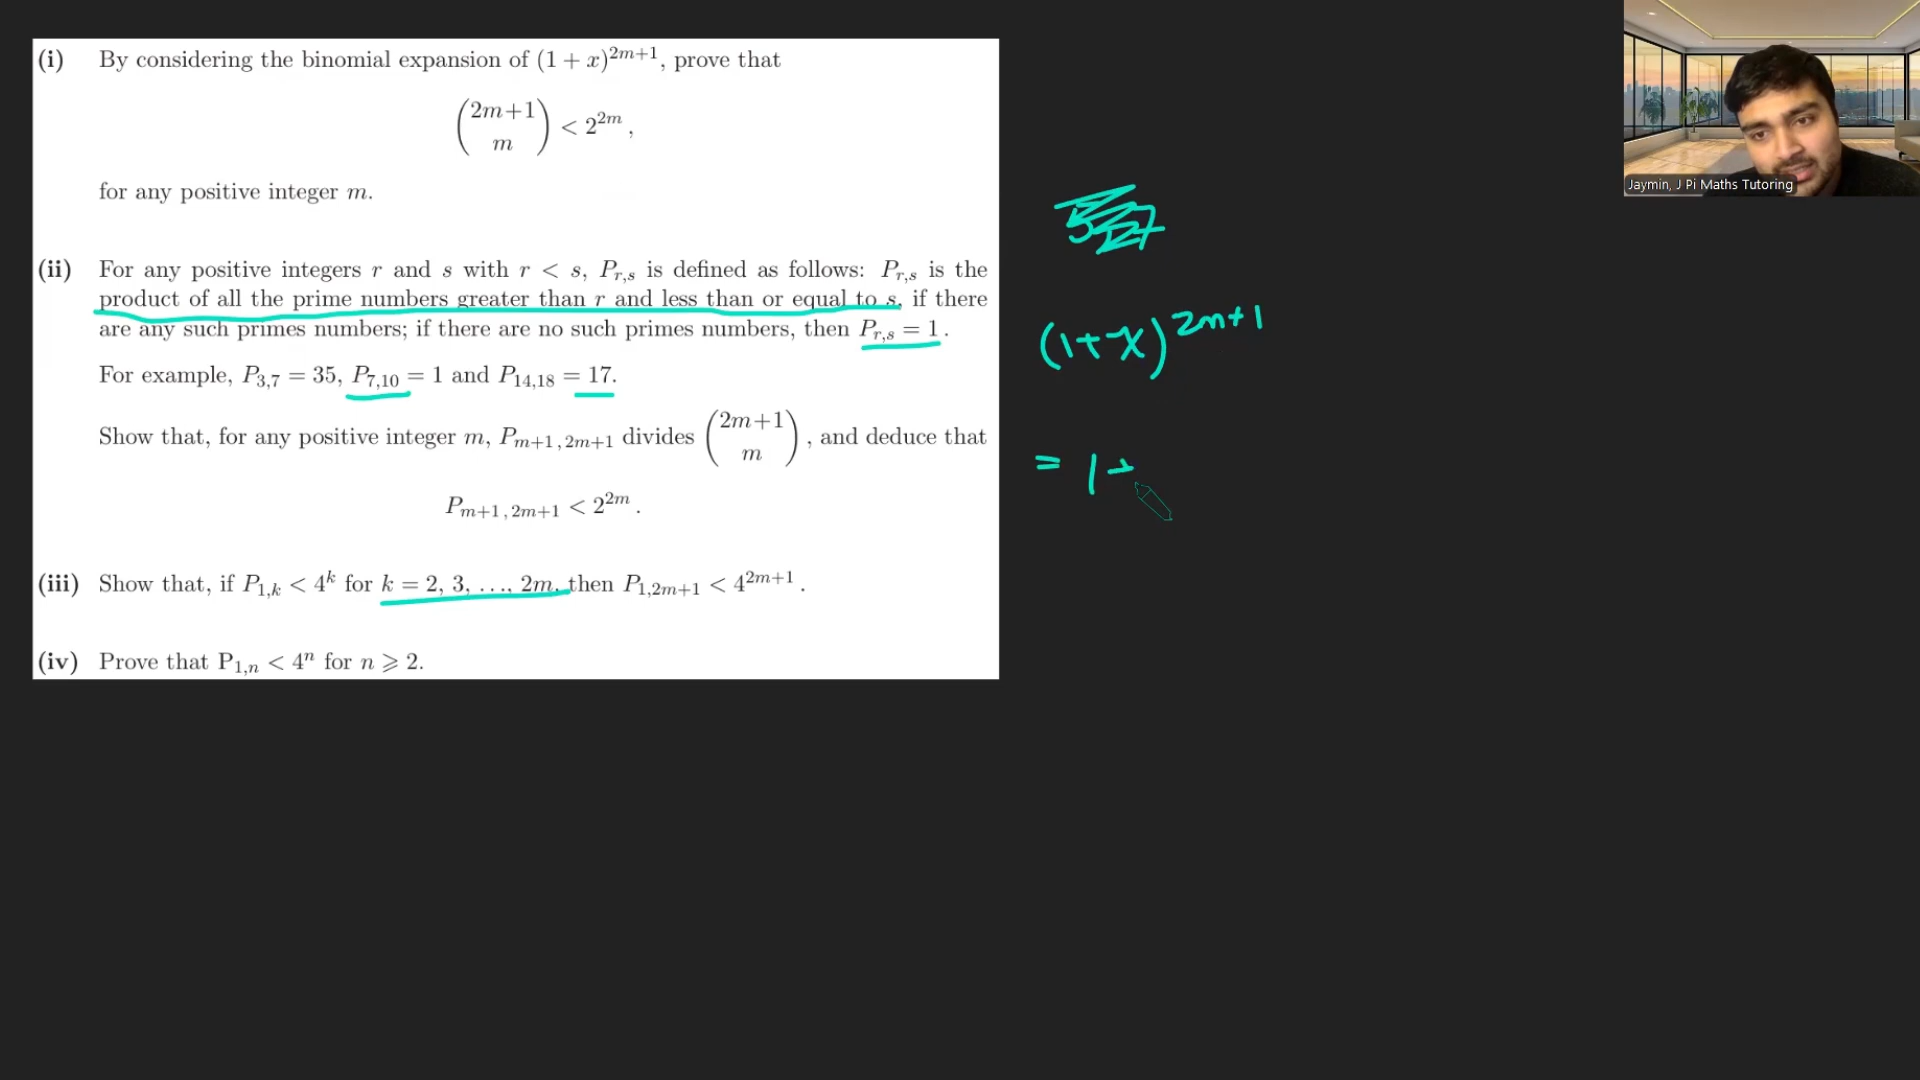 (i) By considering the binomial expansion of (1 + x)^{2m+1}, prove that
\binom{2m+1}{m} < 2^{2m} ,
for any positive integer m.
(ii) For any positive integers r and s with r < s, P_{r,s} is defined as follows: P_{r,s} is the
product of all the prime numbers greater than r and less than or equal to s, if there
are any such primes numbers; if there are no such primes numbers, then P_{r,s} = 1 .
For example, P_{3,7} = 35, P_{7,10} = 1 and P_{14,18} = 17.
Show that, for any positive integer m, P_{m+1, 2m+1} divides \binom{2m+1}{m} , and deduce that
P_{m+1, 2m+1} < 2^{2m} .
(iii) Show that, if P_{1,k} < 4^k for k = 2, 3, ..., 2m, then P_{1,2m+1} < 4^{2m+1} .
(iv) Prove that P_{1,n} < 4^n for n ⩾ 2.
(1+x)^{2m+1}
= 1+
Jaymin, J Pi Maths Tutoring